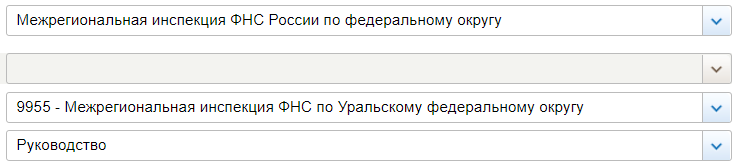 Межрегиональная инспекция ФНС России по федеральному округу
9955 - Межрегиональная инспекция ФНС по Уральскому федеральному округу
Руководство